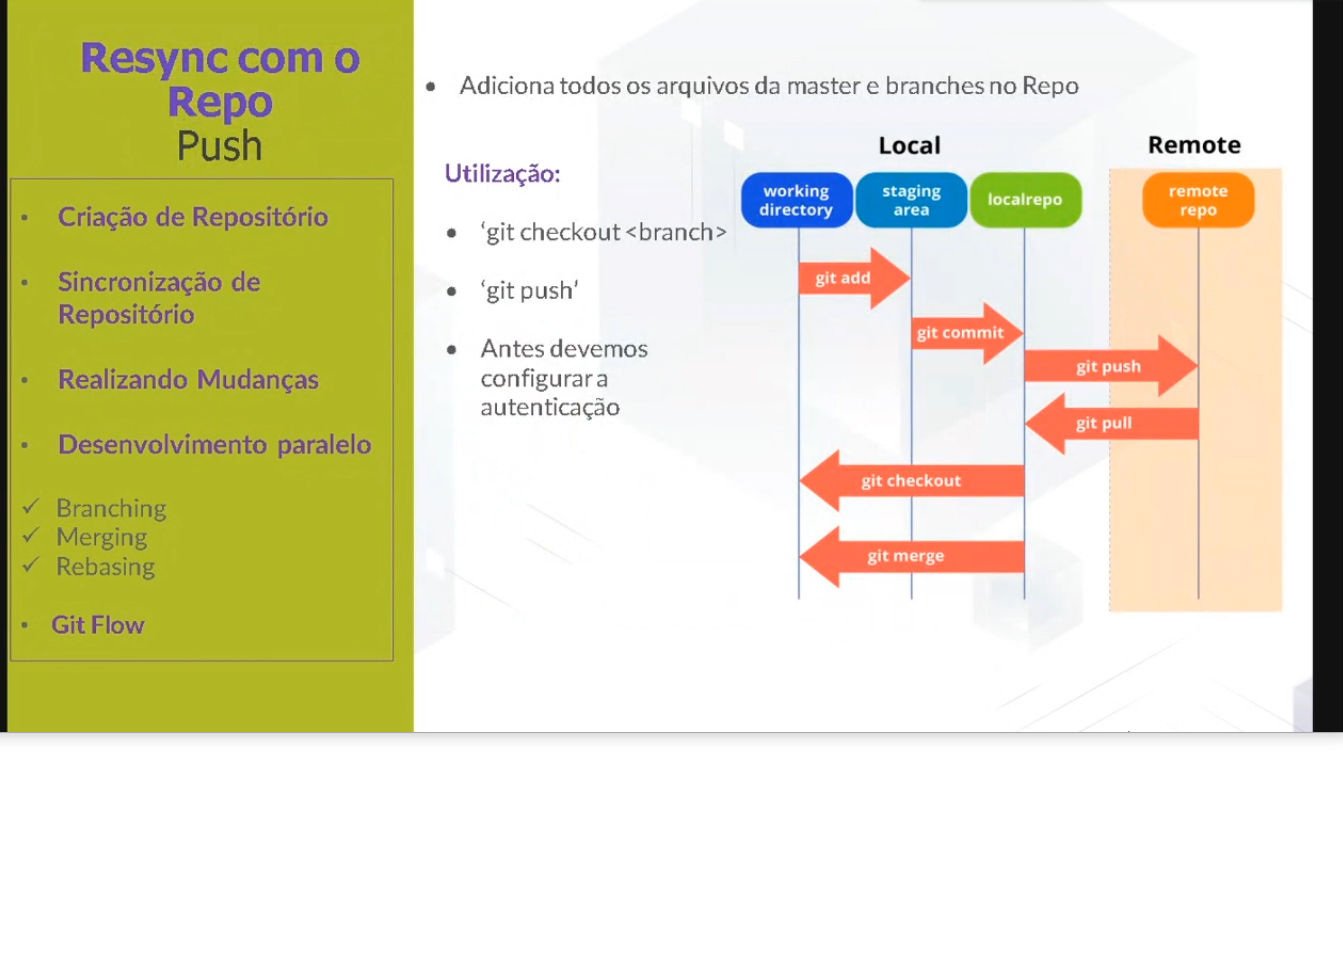 Resync com o
Repo
Push
• Criação de Repositório
• Sincronização de
Repositório
• Realizando Mudanças
• Desenvolvimento paralelo
✓ Branching
✓ Merging
✓ Rebasing
• Git Flow
• Adiciona todos os arquivos da master e branches no Repo
Utilização:
• ‘git checkout <branch>
• ‘git push’
• Antes devemos
configurar a
autenticação
Local
Remote
working
directory
staging
area
localrepo
remote
repo
git add
git commit
git push
git pull
git checkout
git merge